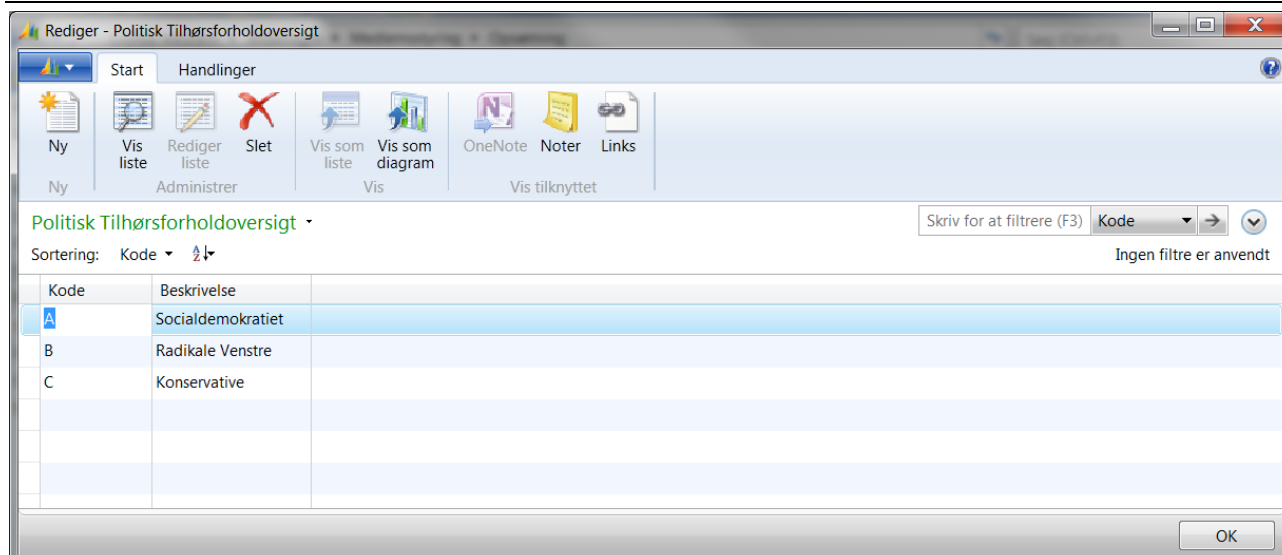 Rediger - Politisk Tilhørsforholdoversigt
Start Handlinger
Ny Vis liste Rediger liste Slet Vis som liste Vis som diagram OneNote Noter Links
Ny Administrer Vis Vis tilknyttet
Politisk Tilhørsforholdoversigt Skriv for at filtrere (F3) Kode
Sortering: Kode Ingen filtre er anvendt
Kode Beskrivelse
A Socialdemokratiet
B Radikale Venstre
C Konservative
OK